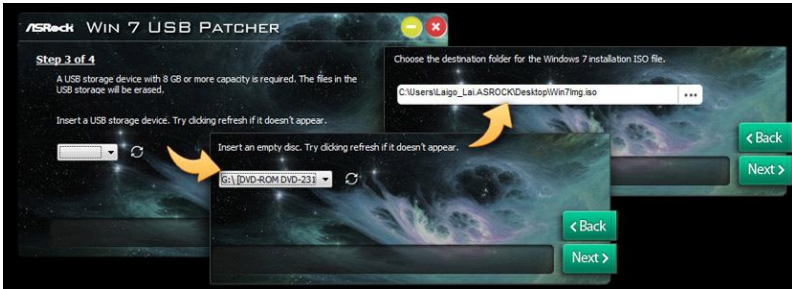 ASRock WIN 7 USB PATCHER
Step 3 of 4
A USB storage device with 8 GB or more capacity is required. The files in the
USB storage will be erased.
Insert a USB storage device. Try clicking refresh if it doesn't appear.
Insert an empty disc. Try clicking refresh if it doesn't appear.
G:\ [DVD-ROM DVD-231
< Back
Next >
Choose the destination folder for the Windows 7 installation ISO file.
C:\Users\Laigo_Lai.ASROCK\Desktop\Win7Img.iso
...
< Back
Next >